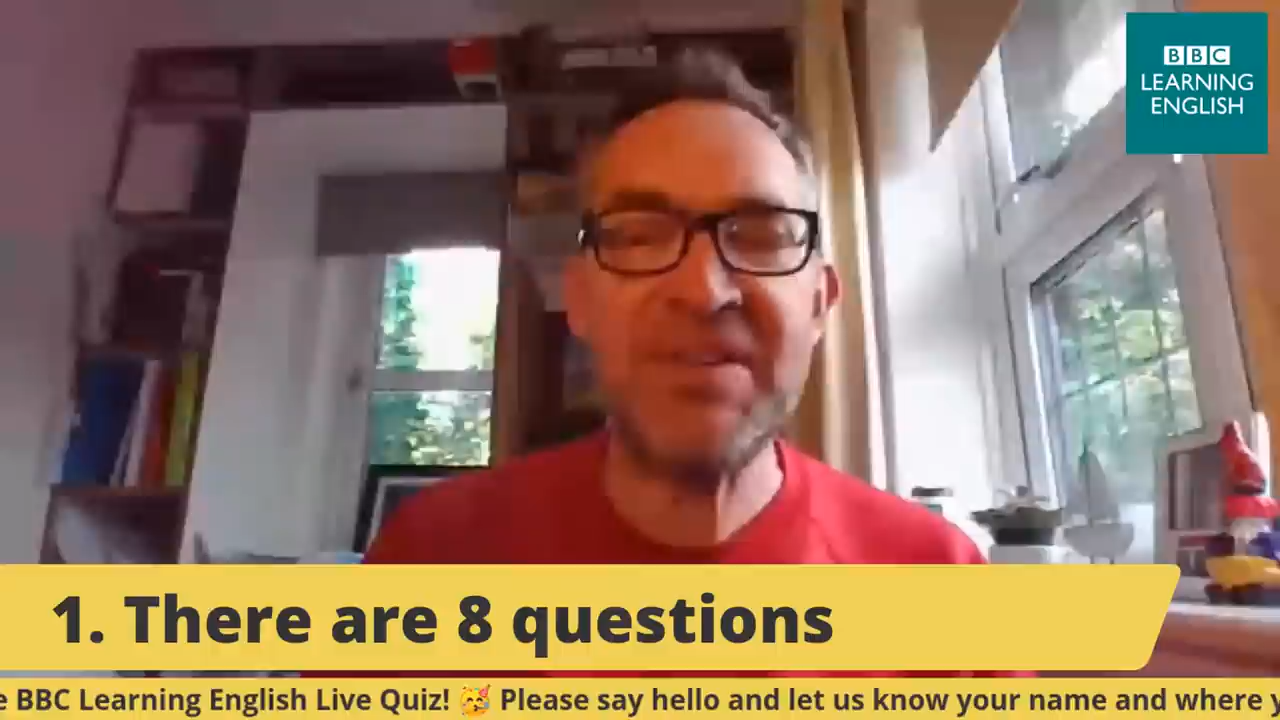 BBC
LEARNING
ENGLISH
1. There are 8 questions
BBC Learning English Live Quiz! 🥳 Please say hello and let us know your name and where